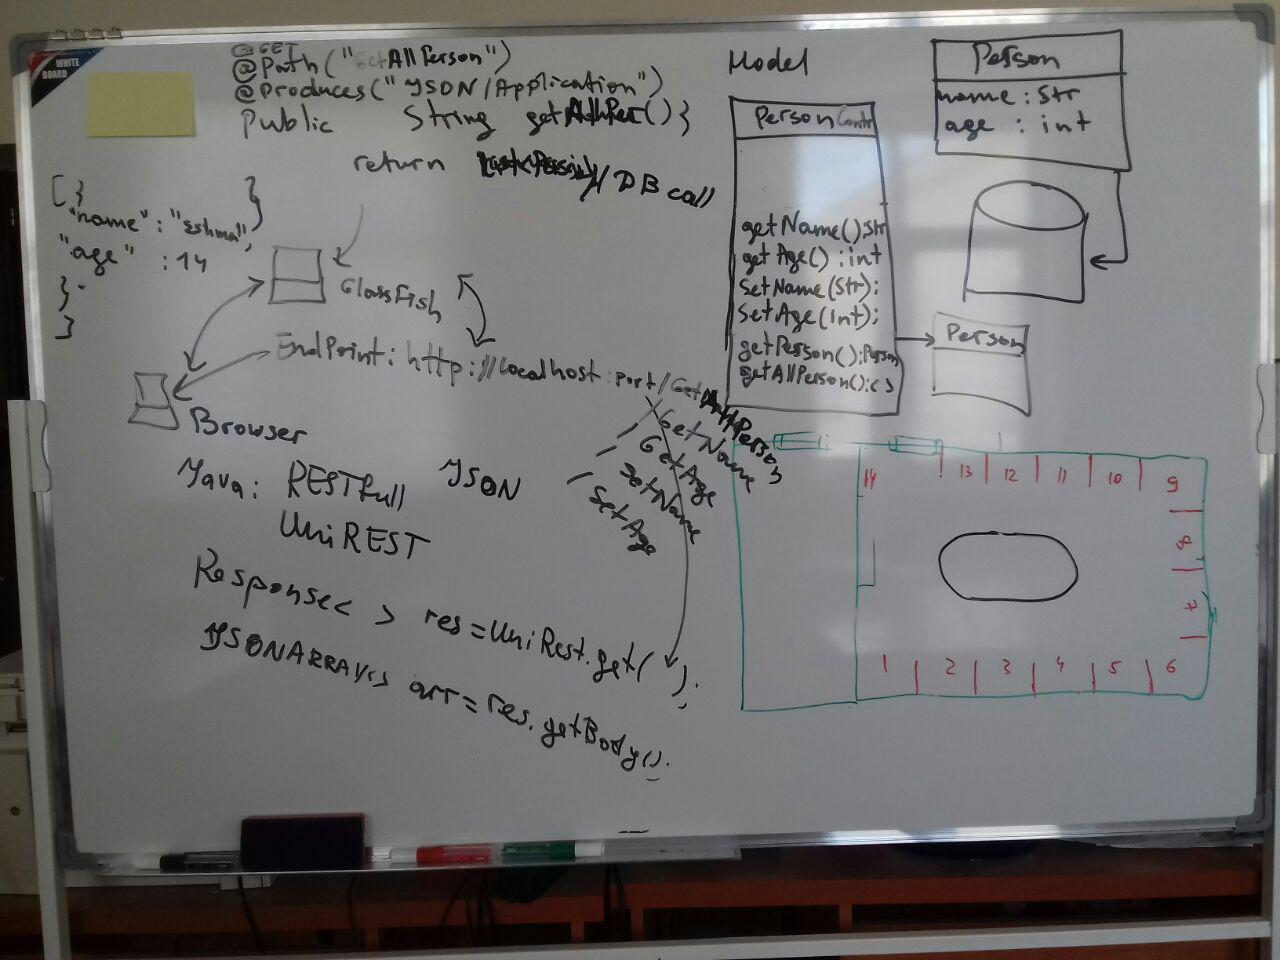 WHITE
BOARD
@GET
@Path("GetAllPerson")
@Produces("JSON/Application")
Public String getAllPer(){
return // DB call
[{
"name": "Eshma",
"age" : 14
}
}.
]
GlassFish
EndPoint: http://localhost:port/GetAllPerson
/GetName
/GetAge
/SetName
/SetAge
Browser
Java: RESTfull JSON
UniREST
Response< > res=UniRest.get( );
JSONARRAY<> arr=res.getBody();
Model
Person Contr
getName():Str
getAge() :int
SetName(Str);
SetAge(int);
getPerson():Person
getAllPerson():<>
Person
name : Str
age : int
Person
14 13 12 11 10 9
8
7
1 2 3 4 5 6